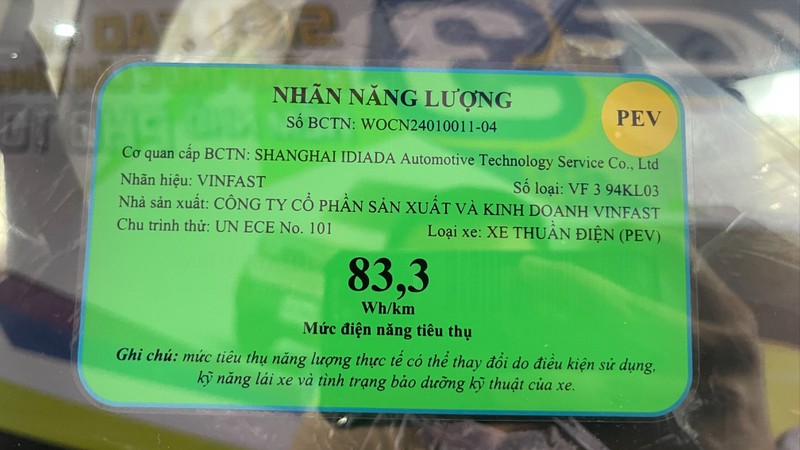 NHÃN NĂNG LƯỢNG
PEV
Số BCTN: WOCN24010011-04
Cơ quan cấp BCTN: SHANGHAI IDIADA Automotive Technology Service Co., Ltd
Nhãn hiệu: VINFAST Số loại: VF 3 94KL03
Nhà sản xuất: CÔNG TY CỔ PHẦN SẢN XUẤT VÀ KINH DOANH VINFAST
Chu trình thử: UN ECE No. 101 Loại xe: XE THUẦN ĐIỆN (PEV)
83,3
Wh/km
Mức điện năng tiêu thụ
Ghi chú: mức tiêu thụ năng lượng thực tế có thể thay đổi do điều kiện sử dụng,
kỹ năng lái xe và tình trạng bảo dưỡng kỹ thuật của xe.